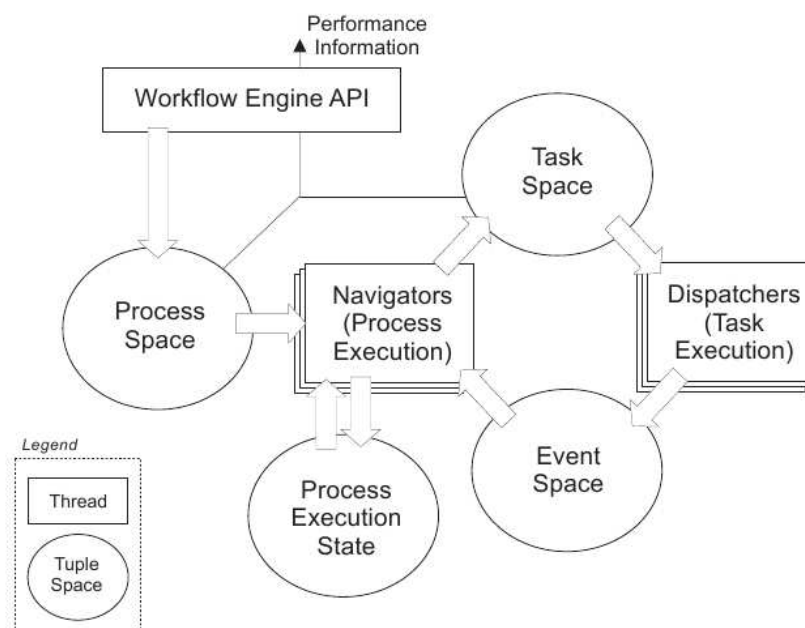 Performance
Information
Workflow Engine API
Task
Space
Process
Space
Navigators
(Process
Execution)
Dispatchers
(Task
Execution)
Process
Execution
State
Event
Space
Legend
Thread
Tuple
Space